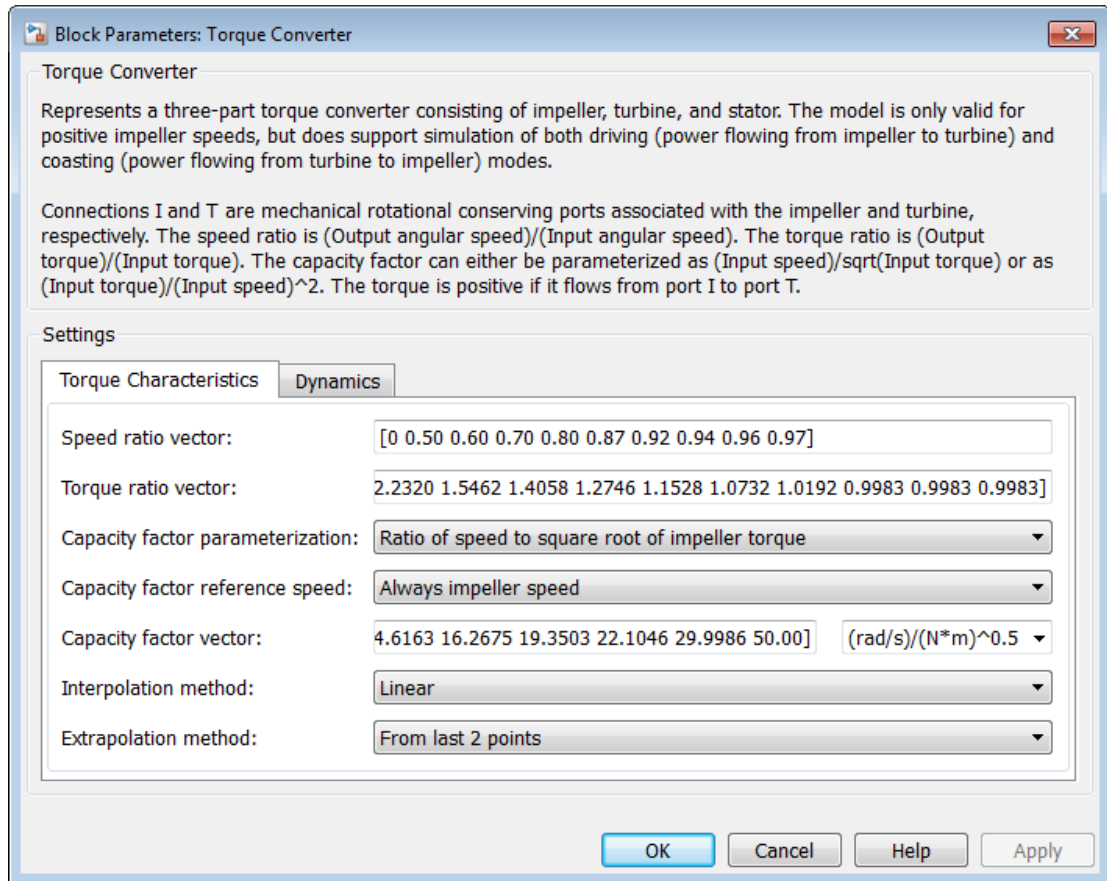 Block Parameters: Torque Converter
Torque Converter
Represents a three-part torque converter consisting of impeller, turbine, and stator. The model is only valid for
positive impeller speeds, but does support simulation of both driving (power flowing from impeller to turbine) and
coasting (power flowing from turbine to impeller) modes.
Connections I and T are mechanical rotational conserving ports associated with the impeller and turbine,
respectively. The speed ratio is (Output angular speed)/(Input angular speed). The torque ratio is (Output
torque)/(Input torque). The capacity factor can either be parameterized as (Input speed)/sqrt(Input torque) or as
(Input torque)/(Input speed)^2. The torque is positive if it flows from port I to port T.
Settings
Torque Characteristics Dynamics
Speed ratio vector: [0 0.50 0.60 0.70 0.80 0.87 0.92 0.94 0.96 0.97]
Torque ratio vector: 2.2320 1.5462 1.4058 1.2746 1.1528 1.0732 1.0192 0.9983 0.9983 0.9983]
Capacity factor parameterization: Ratio of speed to square root of impeller torque
Capacity factor reference speed: Always impeller speed
Capacity factor vector: 4.6163 16.2675 19.3503 22.1046 29.9986 50.00] (rad/s)/(N*m)^0.5
Interpolation method: Linear
Extrapolation method: From last 2 points
OK Cancel Help Apply